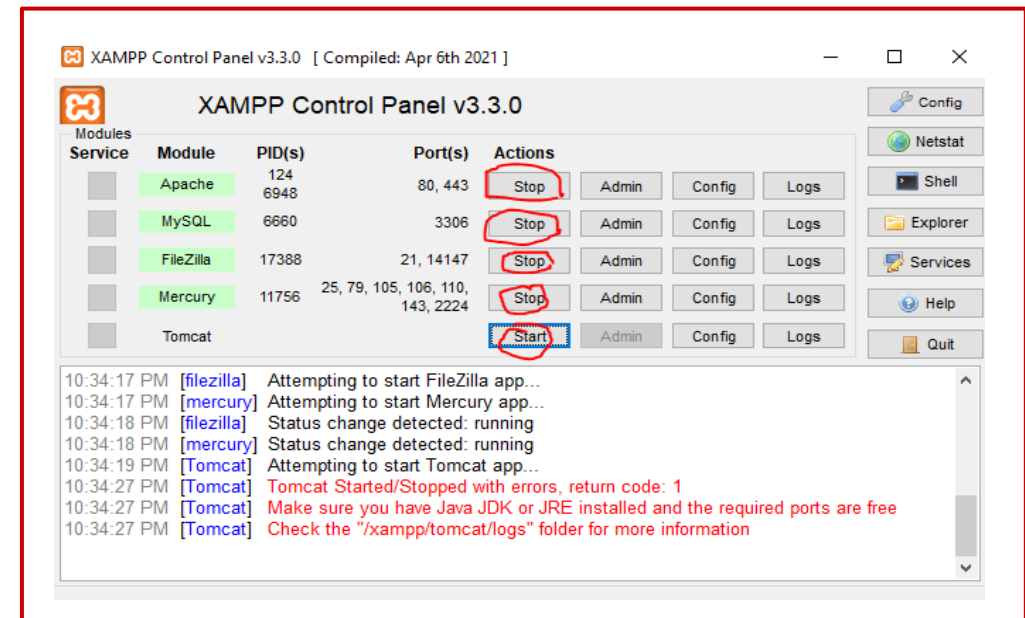 XAMPP Control Panel v3.3.0 [ Compiled: Apr 6th 2021 ]
XAMPP Control Panel v3.3.0
Config
Modules
Service Module PID(s) Port(s) Actions
Netstat
Apache 124 6948 80, 443 Stop Admin Config Logs
Shell
MySQL 6660 3306 Stop Admin Config Logs
Explorer
FileZilla 17388 21, 14147 Stop Admin Config Logs
Services
Mercury 11756 25, 79, 105, 106, 110, 143, 2224 Stop Admin Config Logs
Help
Tomcat Start Admin Config Logs
Quit
10:34:17 PM [filezilla] Attempting to start FileZilla app...
10:34:17 PM [mercury] Attempting to start Mercury app...
10:34:18 PM [filezilla] Status change detected: running
10:34:18 PM [mercury] Status change detected: running
10:34:19 PM [Tomcat] Attempting to start Tomcat app...
10:34:27 PM [Tomcat] Tomcat Started/Stopped with errors, return code: 1
10:34:27 PM [Tomcat] Make sure you have Java JDK or JRE installed and the required ports are free
10:34:27 PM [Tomcat] Check the "/xampp/tomcat/logs" folder for more information